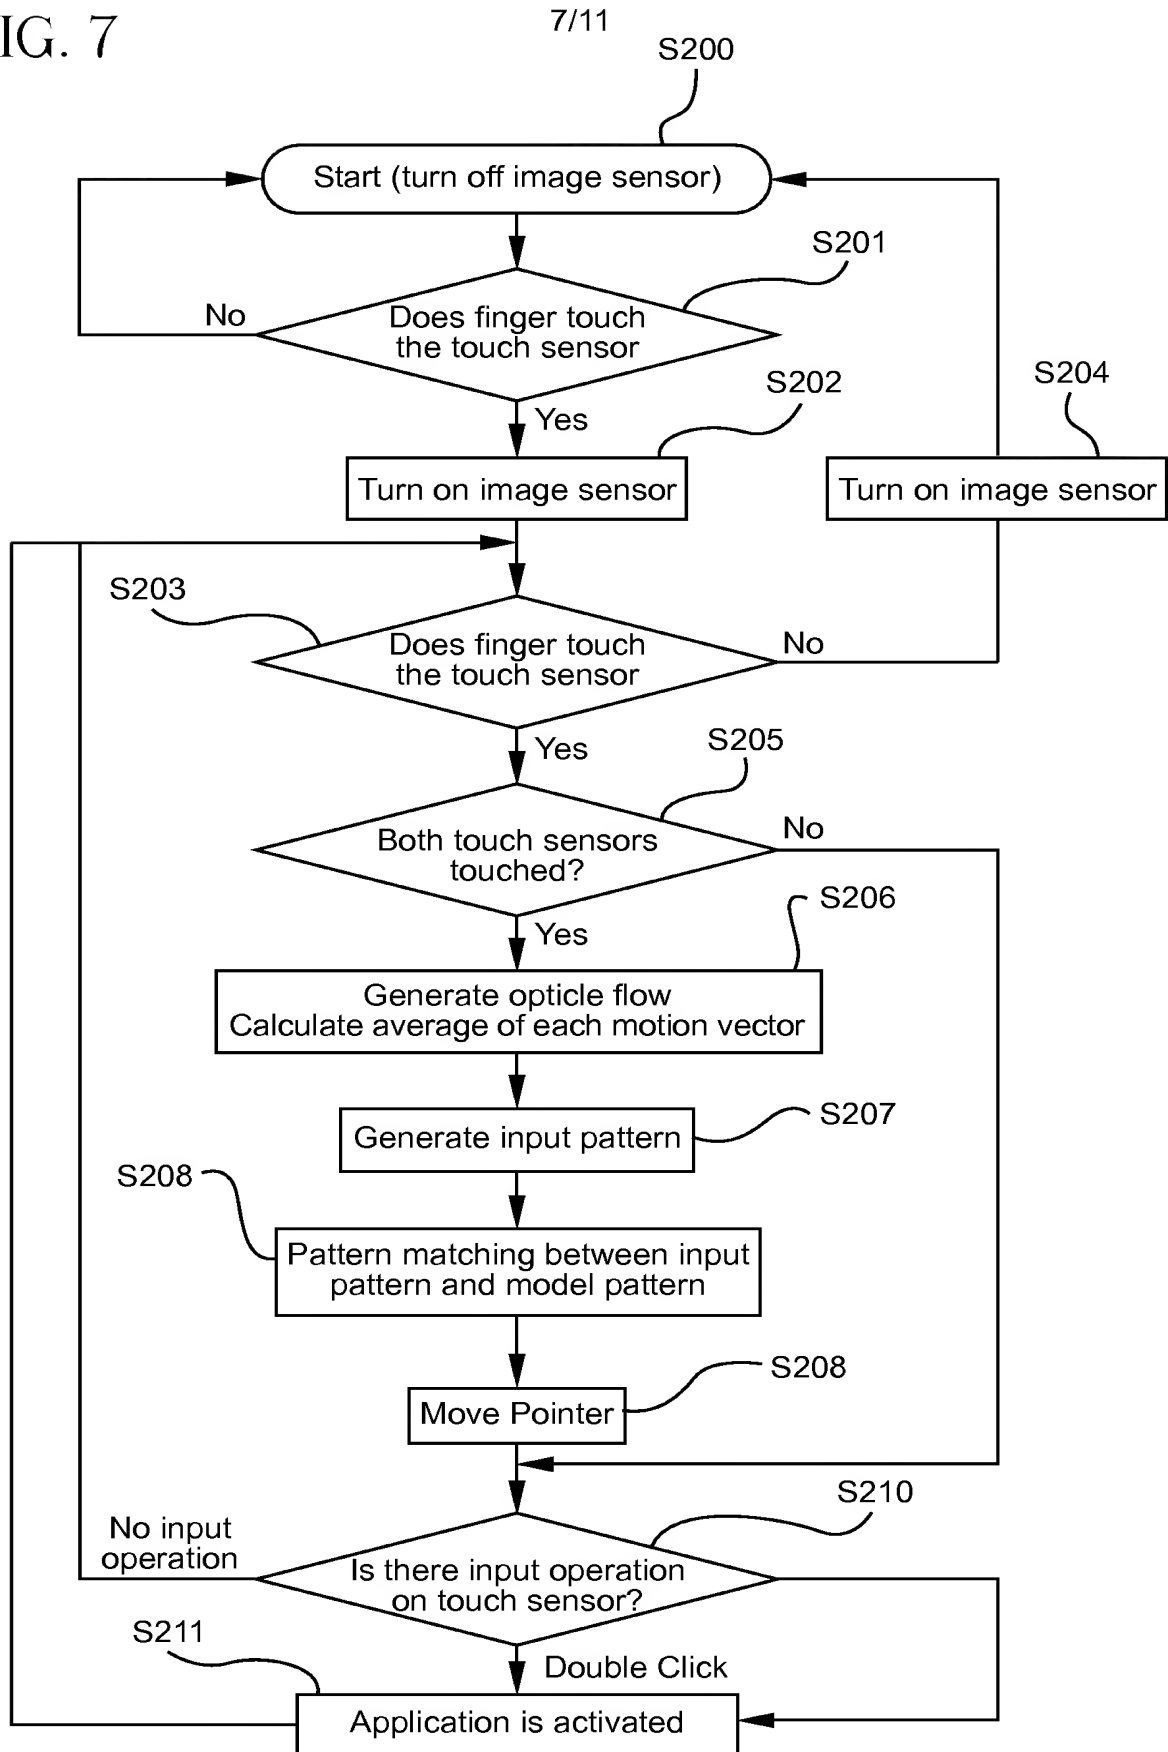 IG. 7
7/11
S200
Start (turn off image sensor)
S201
No
Does finger touch
the touch sensor
S202
S204
Yes
Turn on image sensor
Turn on image sensor
S203
Does finger touch
the touch sensor
No
Yes
S205
No
Both touch sensors
touched?
S206
Yes
Generate opticle flow
Calculate average of each motion vector
S207
Generate input pattern
S208
Pattern matching between input
pattern and model pattern
S208
Move Pointer
S210
No input
operation
Is there input operation
on touch sensor?
S211
Double Click
Application is activated